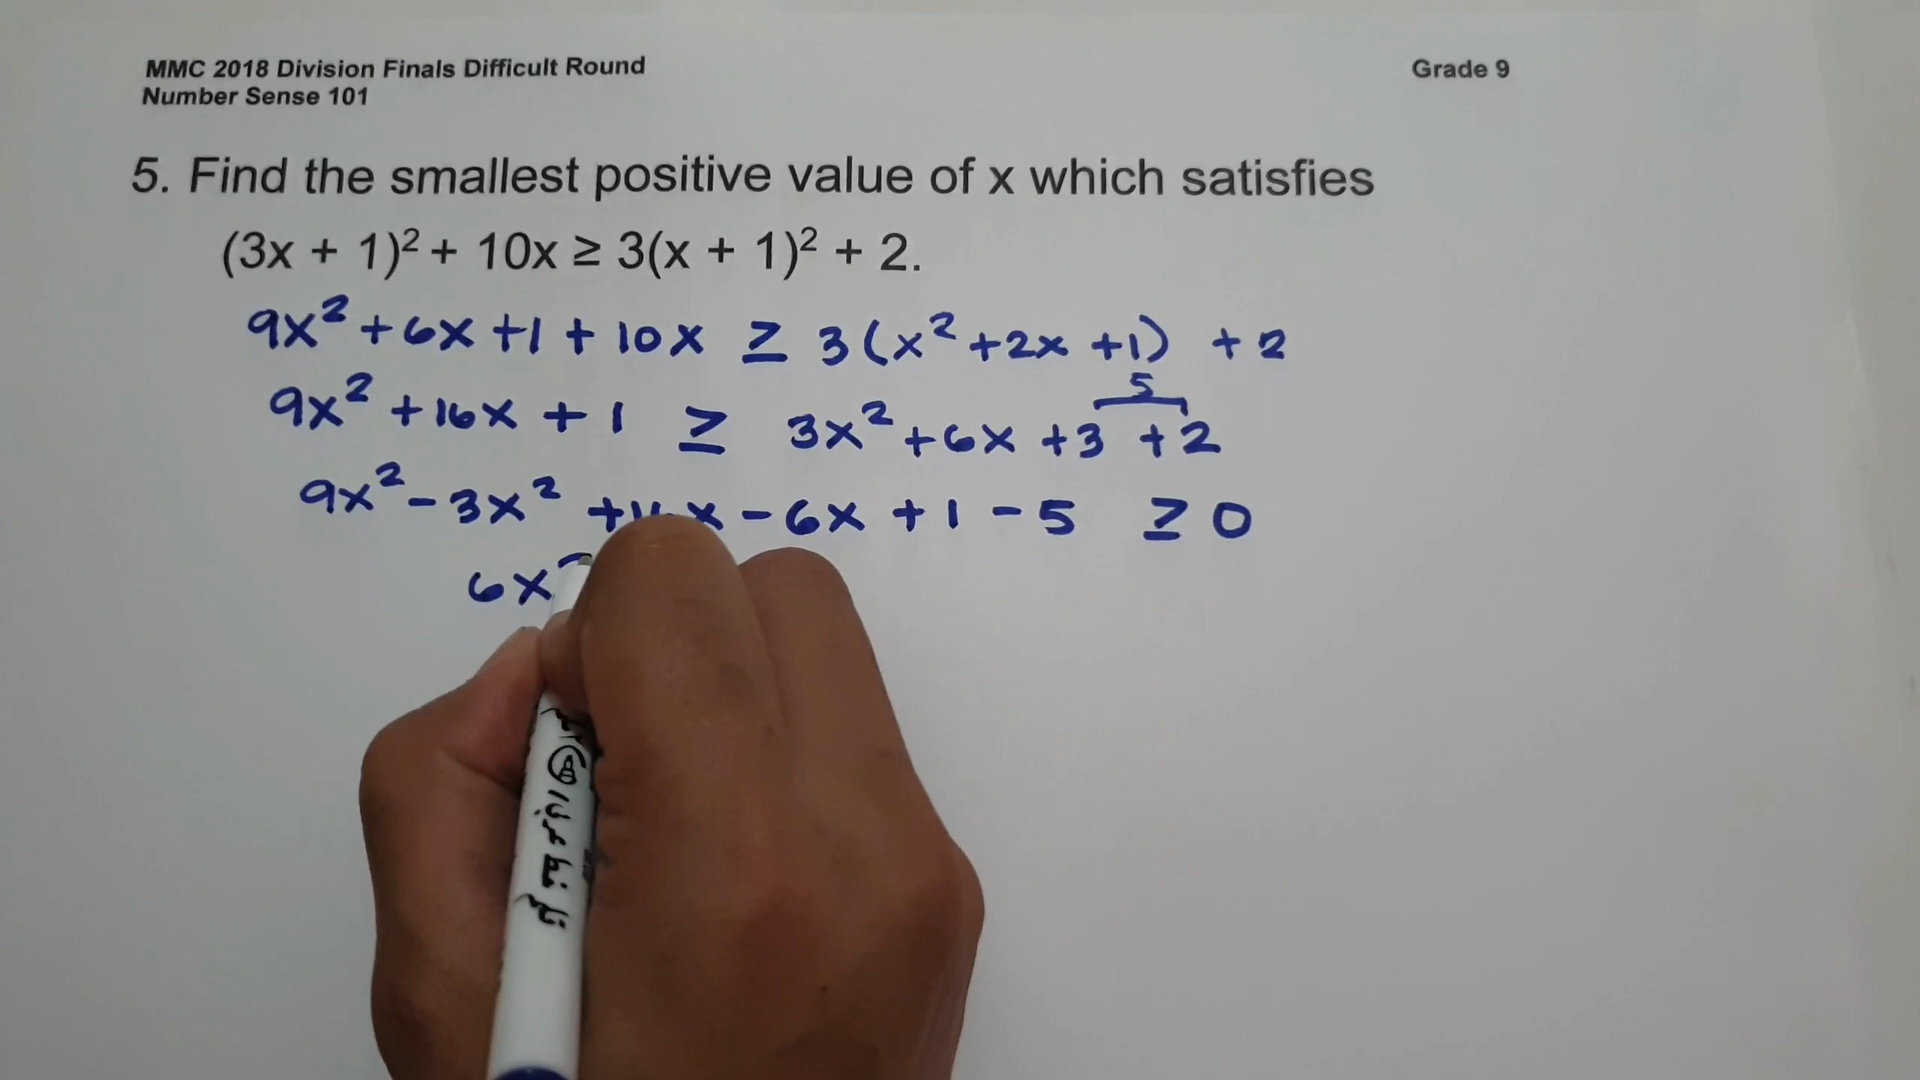 MMC 2018 Division Finals Difficult Round
Grade 9
Number Sense 101
5. Find the smallest positive value of x which satisfies
(3x + 1)² + 10x ≥ 3(x + 1)² + 2.
9x² + 6x + 1 + 10x ≥ 3(x² + 2x + 1) + 2
5
9x² + 16x + 1 ≥ 3x² + 6x + 3 + 2
9x² - 3x² + 16x - 6x + 1 - 5 ≥ 0
6x²